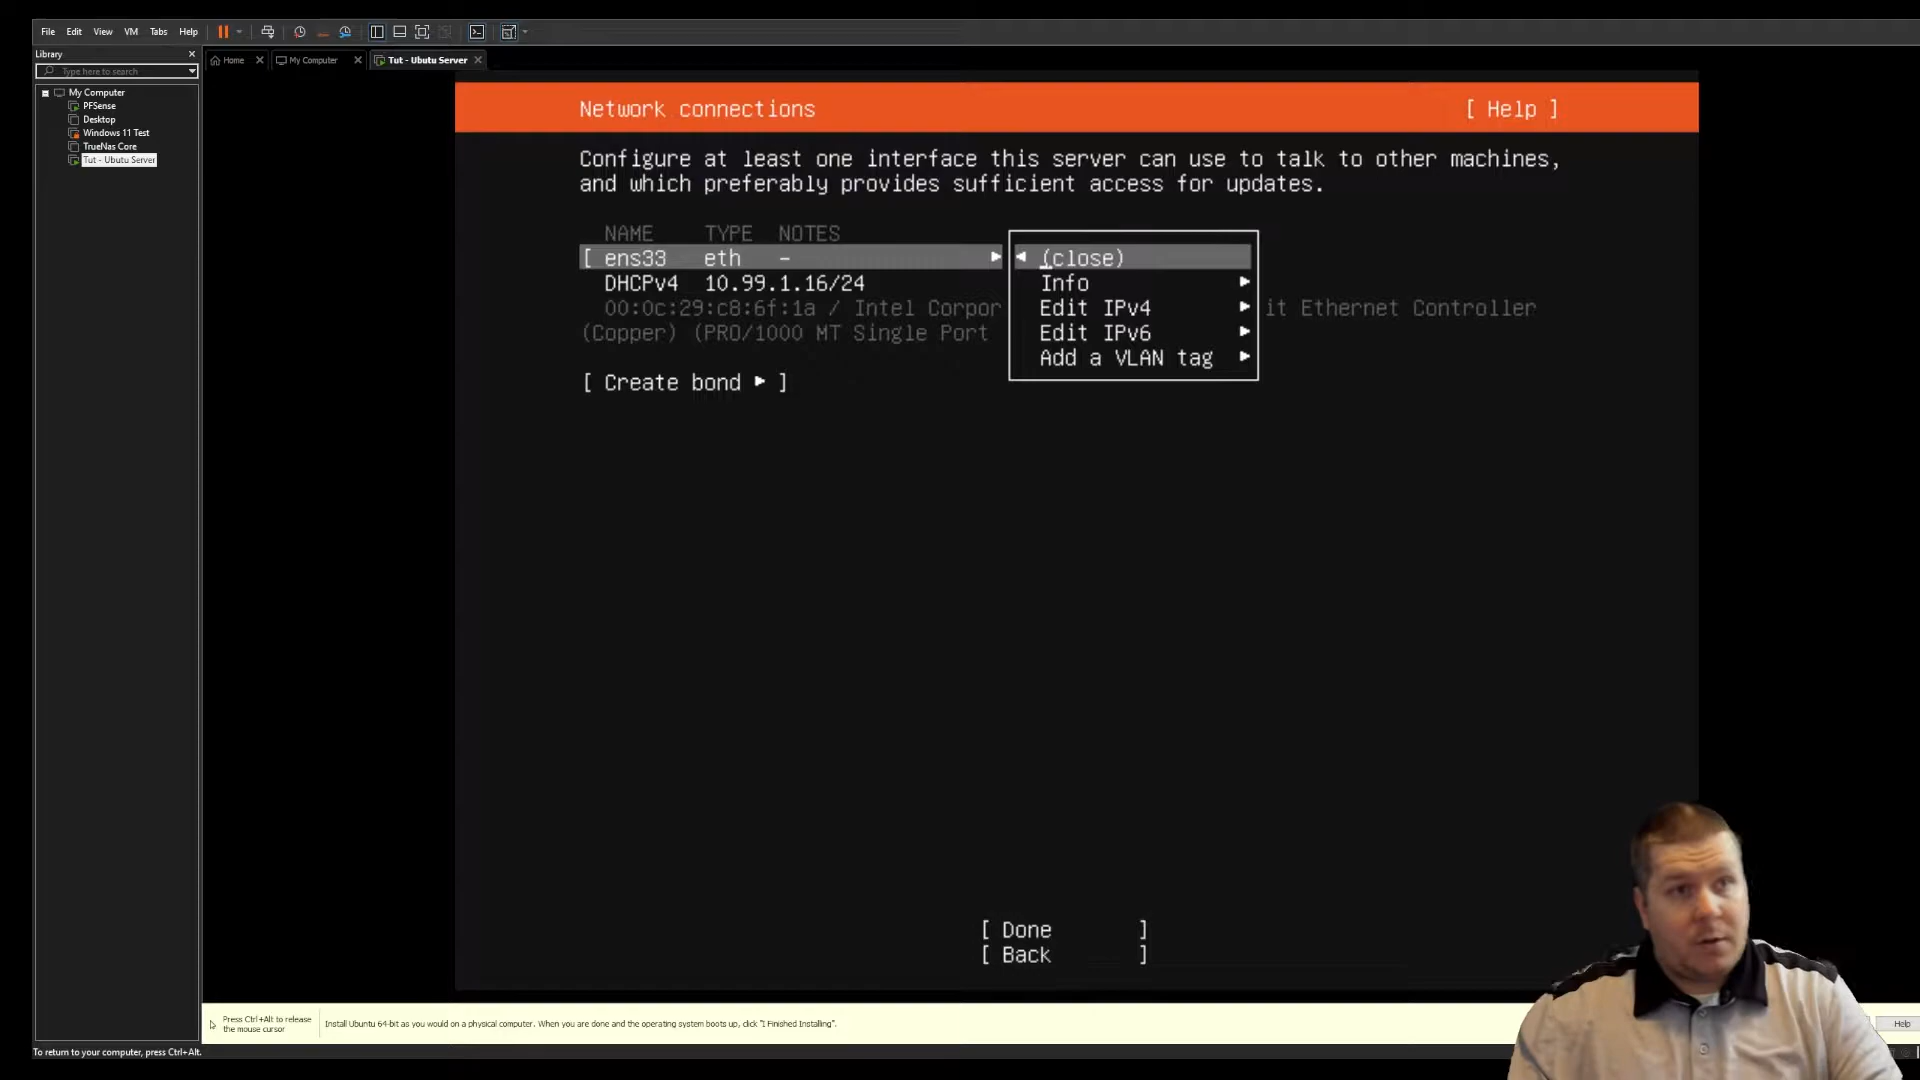 File Edit View VM Tabs Help
Library
Type here to search
Home My Computer Tut - Ubutu Server
My Computer
PFSense
Desktop
Windows 11 Test
TrueNas Core
Tut - Ubutu Server
Network connections [ Help ]
Configure at least one interface this server can use to talk to other machines,
and which preferably provides sufficient access for updates.
NAME TYPE NOTES
[ ens33 eth - ▶ ◀ (close)
DHCPv4 10.99.1.16/24 Info ▶
00:0c:29:c8:6f:1a / Intel Corpor Edit IPv4 ▶ it Ethernet Controller
(Copper) (PRO/1000 MT Single Port Edit IPv6 ▶
Add a VLAN tag ▶
[ Create bond ▶ ]
[ Done ]
[ Back ]
Press Ctrl+Alt to release
the mouse cursor
Install Ubuntu 64-bit as you would on a physical computer. When you are done and the operating system boots up, click "I Finished Installing".
Help
To return to your computer, press Ctrl+Alt.